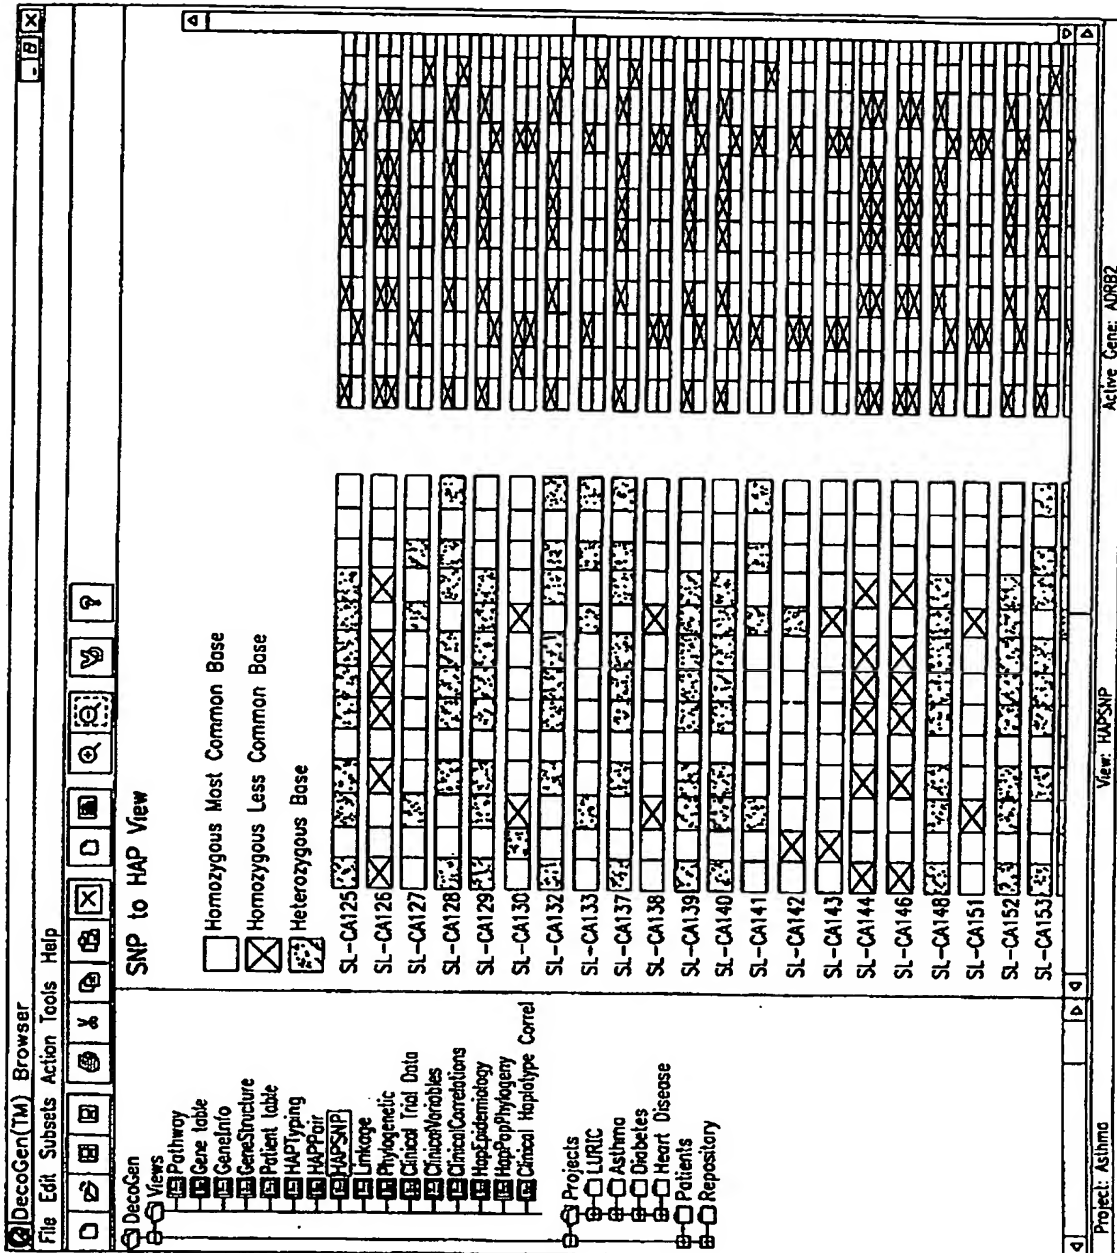 DecoGen(TM) Browser
File Edit Subsets Action Tools Help
DecoGen
Views
Pathway
Gene table
GeneInfo
GeneStructure
Patient table
HAPTyping
HAPPair
HAPSNP
Linkage
Phylogenetic
Clinical Trial Data
ClinicalVariables
ClinicalCorrelations
HapEpidemiology
HapPopPhylogeny
Clinical Haplotype Correl
Projects
LURIC
Asthma
Diabetes
Heart Disease
Patients
Repository
SNP to HAP View
Homozygous Most Common Base
Homozygous Less Common Base
Heterozygous Base
SL-CA125
SL-CA126
SL-CA127
SL-CA128
SL-CA129
SL-CA130
SL-CA132
SL-CA133
SL-CA137
SL-CA138
SL-CA139
SL-CA140
SL-CA141
SL-CA142
SL-CA143
SL-CA144
SL-CA146
SL-CA148
SL-CA151
SL-CA152
SL-CA153
Project: Asthma
View: HAPSNP
Active Gene: ADRB2